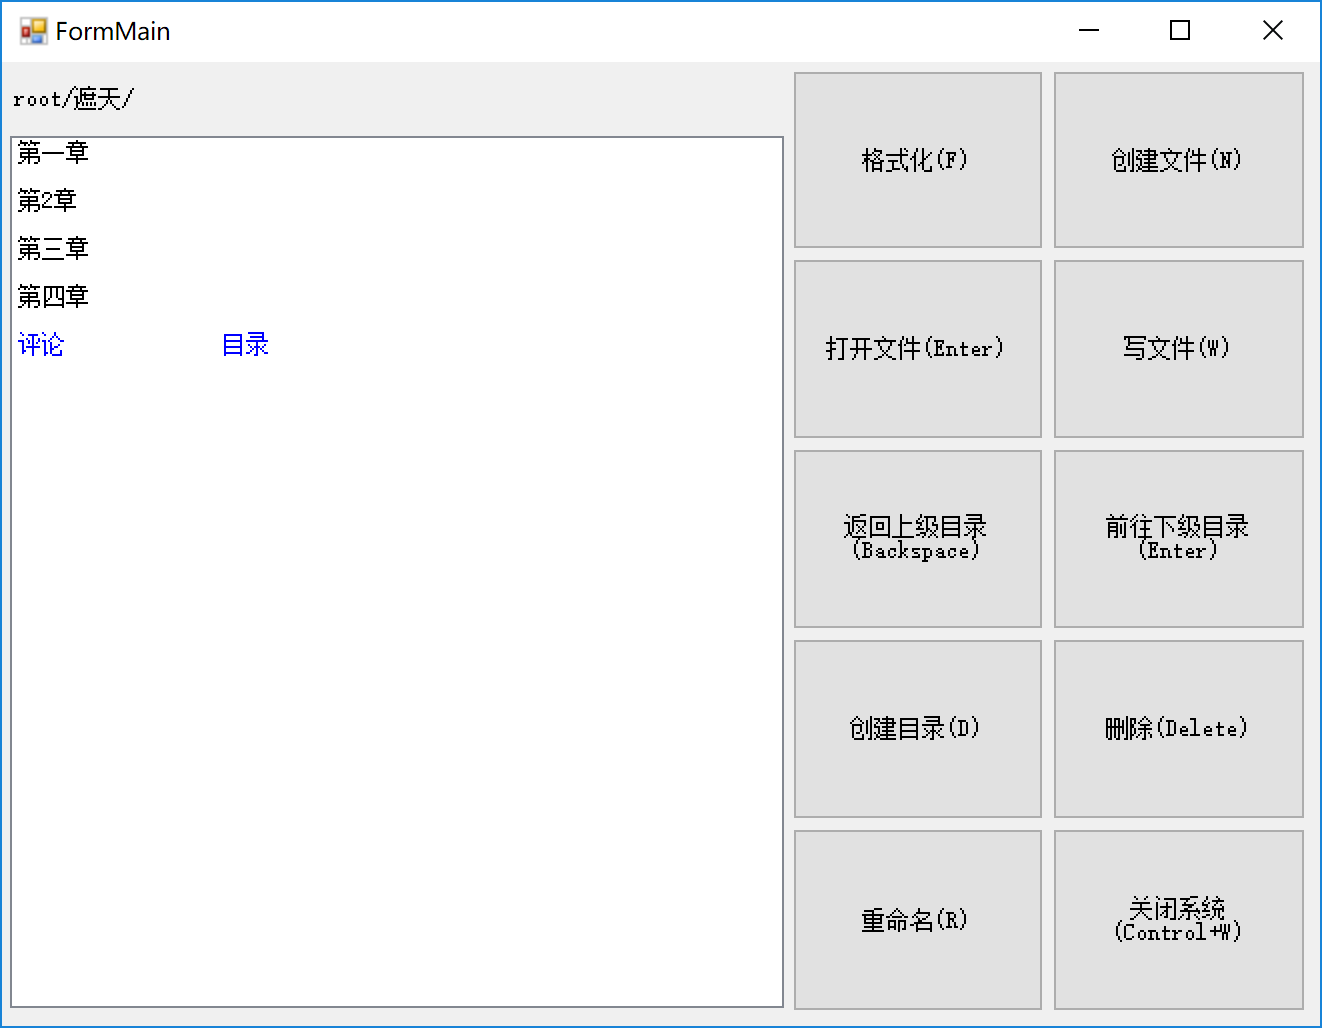 FormMain
root/遮天/
第一章
第2章
第三章
第四章
评论 目录
格式化(F)
创建文件(N)
打开文件(Enter)
写文件(W)
返回上级目录
(Backspace)
前往下级目录
(Enter)
创建目录(D)
删除(Delete)
重命名(R)
关闭系统
(Control+W)